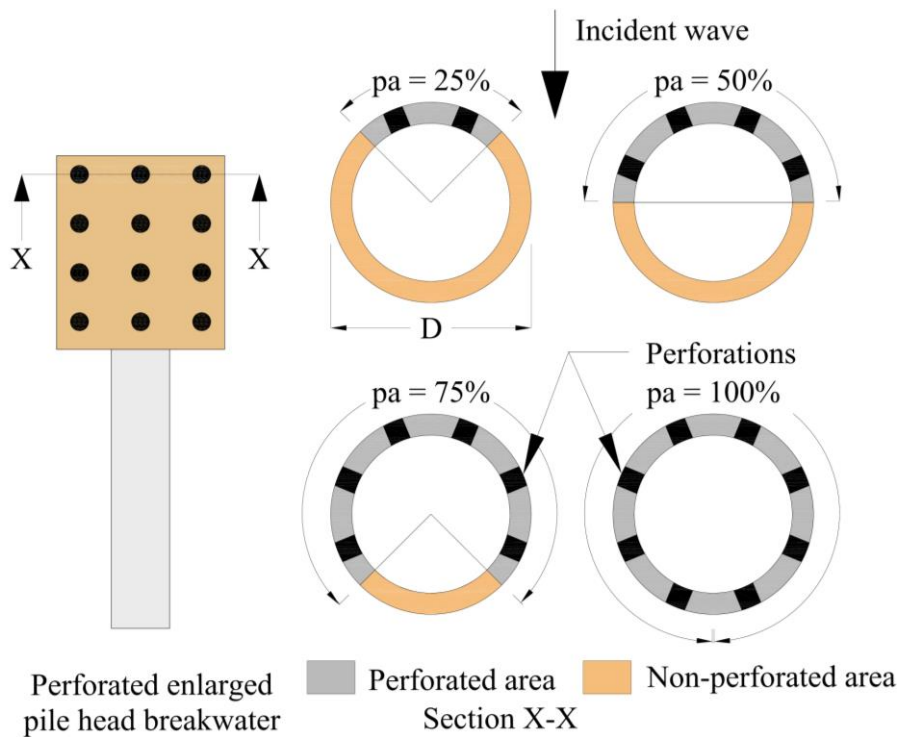 Incident wave
pa = 25%
pa = 50%
X
X
D
Perforations
pa = 75%
pa = 100%
Perforated enlarged
pile head breakwater
Perforated area
Non-perforated area
Section X-X